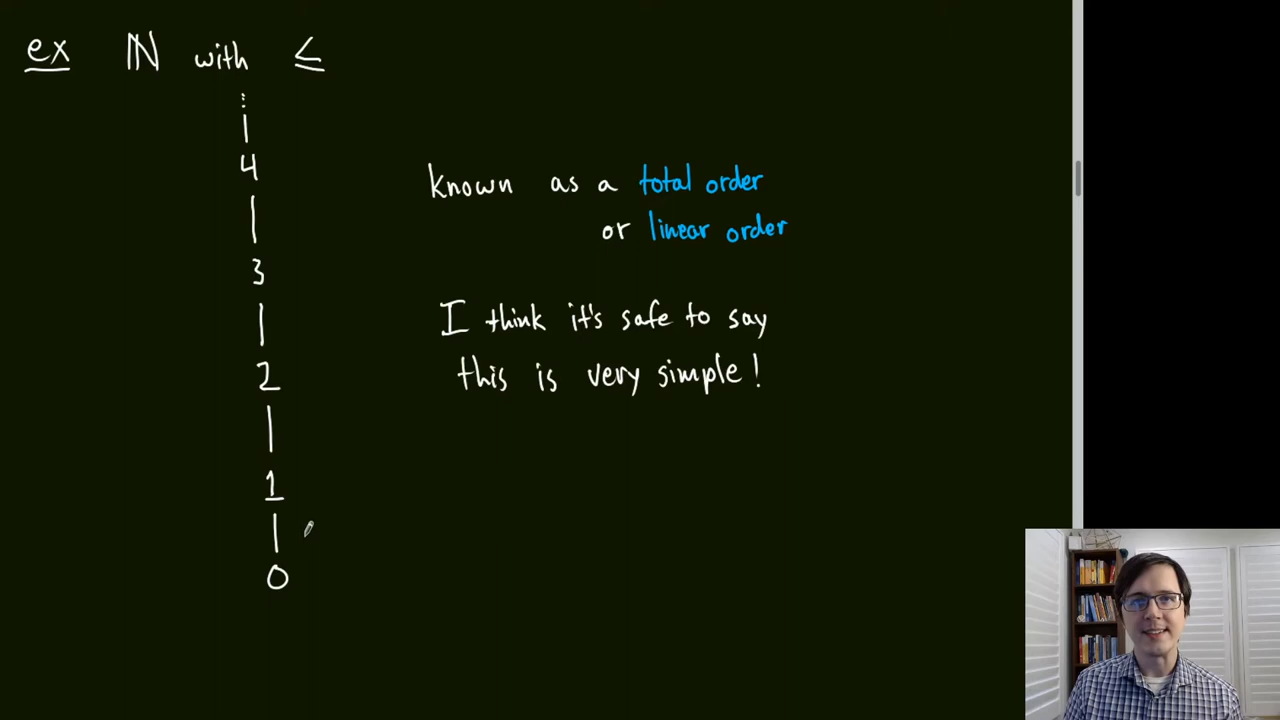 ex ℕ with ≤
⋮
4
3
2
1
0
known as a total order
or linear order
I think it's safe to say
this is very simple!